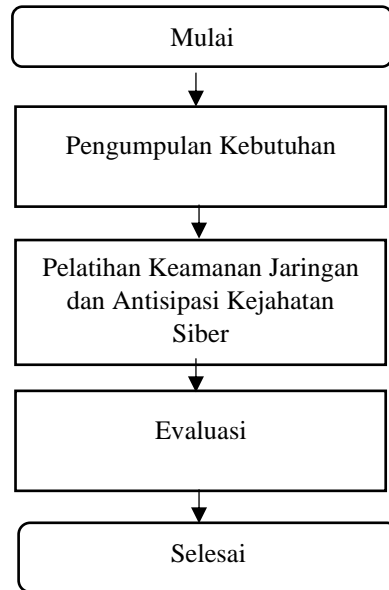 Mulai
Pengumpulan Kebutuhan
Pelatihan Keamanan Jaringan
dan Antisipasi Kejahatan
Siber
Evaluasi
Selesai